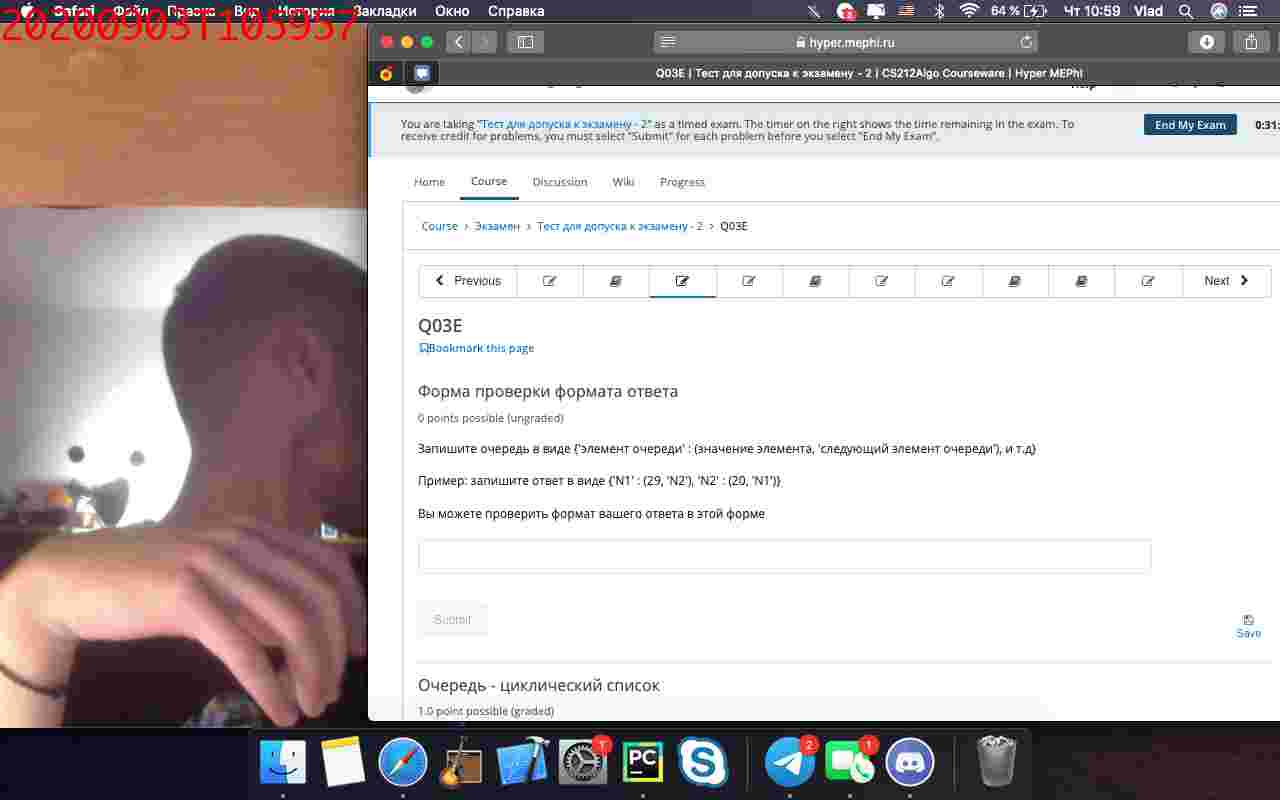 Safari Файл Правка Вид История Закладки Окно Справка 64 % Чт 10:59 Vlad
20200903T105957
hyper.mephi.ru
Q03E | Тест для допуска к экзамену - 2 | CS212Algo Courseware | Hyper MEPhI
You are taking "Тест для допуска к экзамену - 2" as a timed exam. The timer on the right shows the time remaining in the exam. To
receive credit for problems, you must select "Submit" for each problem before you select "End My Exam".
End My Exam
0:31:
Home Course Discussion Wiki Progress
Course > Экзамен > Тест для допуска к экзамену - 2 > Q03E
Previous
Next
Q03E
Bookmark this page
Форма проверки формата ответа
0 points possible (ungraded)
Запишите очередь в виде {'элемент очереди' : (значение элемента, 'следующий элемент очереди'), и т.д}
Пример: запишите ответ в виде {'N1' : (29, 'N2'), 'N2' : (20, 'N1')}
Вы можете проверить формат вашего ответа в этой форме
Submit
Save
Очередь - циклический список
1.0 point possible (graded)
1
PC
2
1